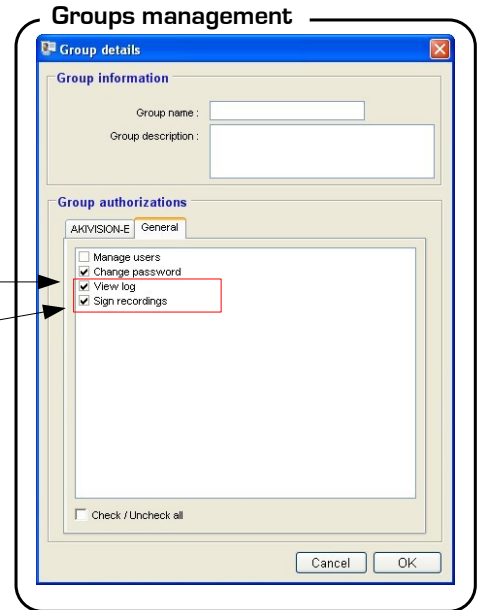 Groups management
Group details
Group information
Group name :
Group description :
Group authorizations
AKIVISION-E General
Manage users
Change password
View log
Sign recordings
Check / Uncheck all
Cancel OK